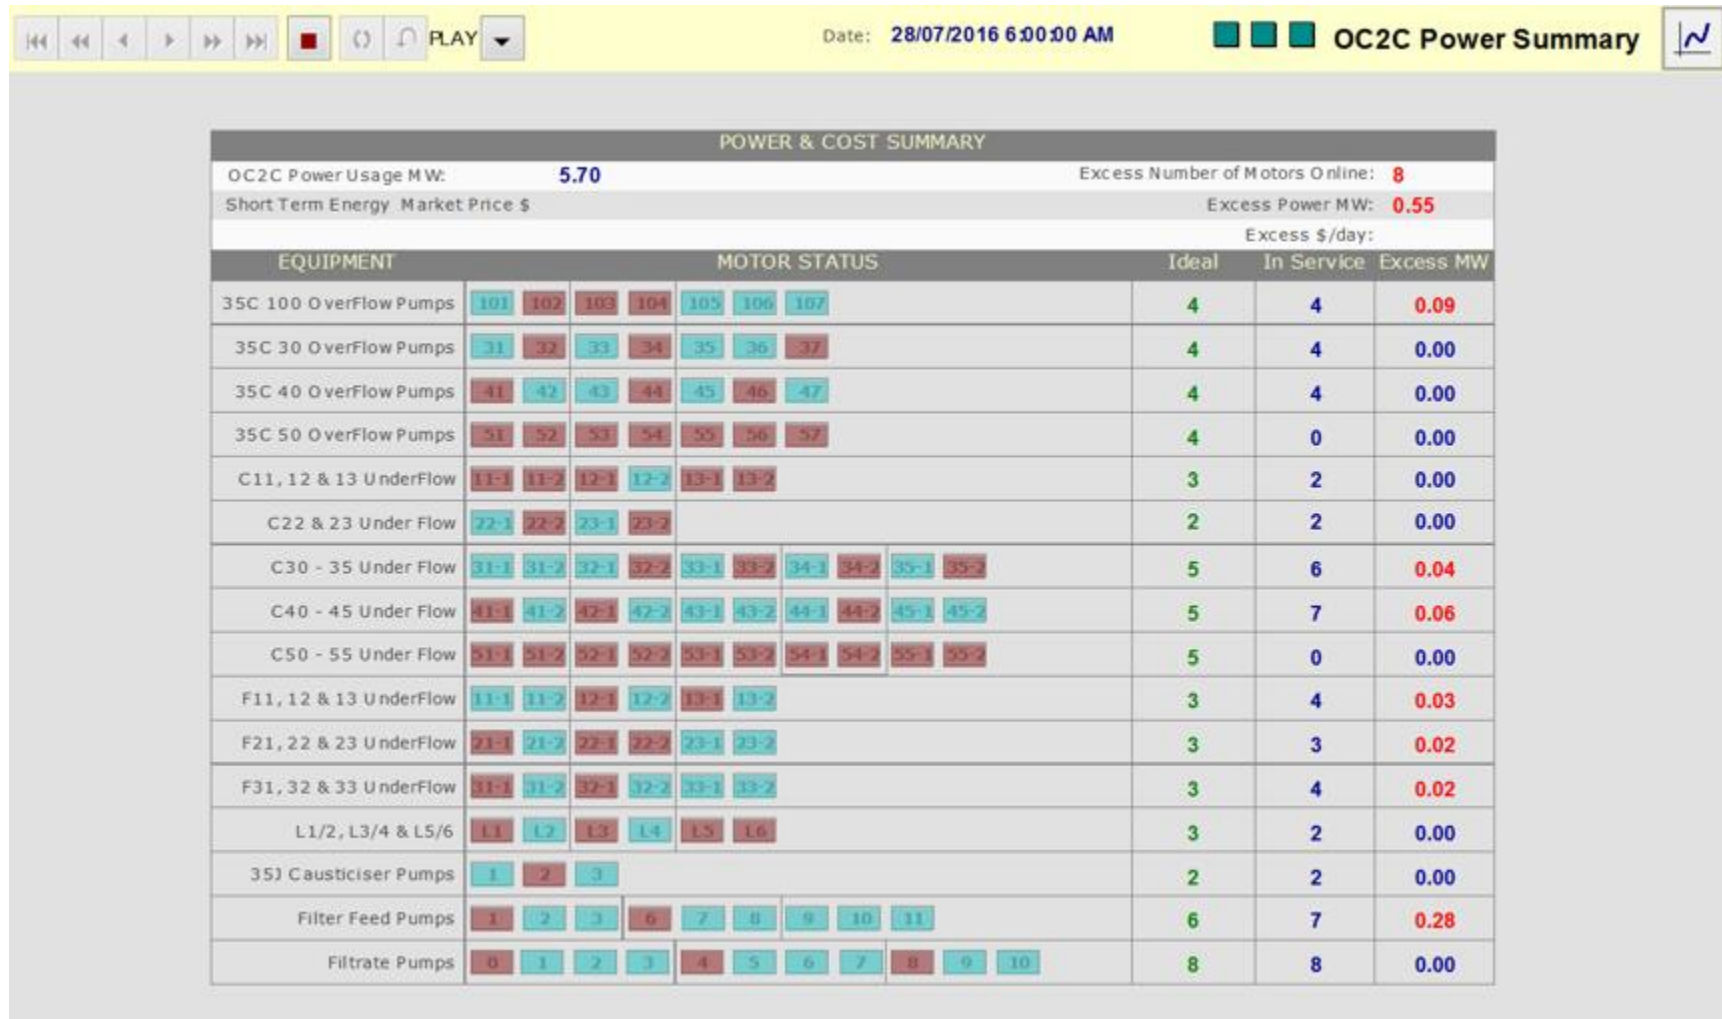 PLAY Date: 28/07/2016 6:00:00 AM OC2C Power Summary
POWER & COST SUMMARY
OC2C Power Usage MW: 5.70 Excess Number of Motors Online: 8
Short Term Energy Market Price $ Excess Power MW: 0.55
Excess $/day:
EQUIPMENT MOTOR STATUS Ideal In Service Excess MW
35C 100 OverFlow Pumps 101 102 103 104 105 106 107 4 4 0.09
35C 30 OverFlow Pumps 31 32 33 34 35 36 37 4 4 0.00
35C 40 OverFlow Pumps 41 42 43 44 45 46 47 4 4 0.00
35C 50 OverFlow Pumps 51 52 53 54 55 56 57 4 0 0.00
C11, 12 & 13 UnderFlow 11-1 11-2 12-1 12-2 13-1 13-2 3 2 0.00
C22 & 23 Under Flow 22-1 22-2 23-1 23-2 2 2 0.00
C30 - 35 Under Flow 31-1 31-2 32-1 32-2 33-1 33-2 34-1 34-2 35-1 35-2 5 6 0.04
C40 - 45 Under Flow 41-1 41-2 42-1 42-2 43-1 43-2 44-1 44-2 45-1 45-2 5 7 0.06
C50 - 55 Under Flow 51-1 51-2 52-1 52-2 53-1 53-2 54-1 54-2 55-1 55-2 5 0 0.00
F11, 12 & 13 UnderFlow 11-1 11-2 12-1 12-2 13-1 13-2 3 4 0.03
F21, 22 & 23 UnderFlow 21-1 21-2 22-1 22-2 23-1 23-2 3 3 0.02
F31, 32 & 33 UnderFlow 31-1 31-2 32-1 32-2 33-1 33-2 3 4 0.02
L1/2, L3/4 & L5/6 L1 L2 L3 L4 L5 L6 3 2 0.00
35J Causticiser Pumps 1 2 3 2 2 0.00
Filter Feed Pumps 1 2 3 6 7 8 9 10 11 6 7 0.28
Filtrate Pumps 0 1 2 3 4 5 6 7 8 9 10 8 8 0.00